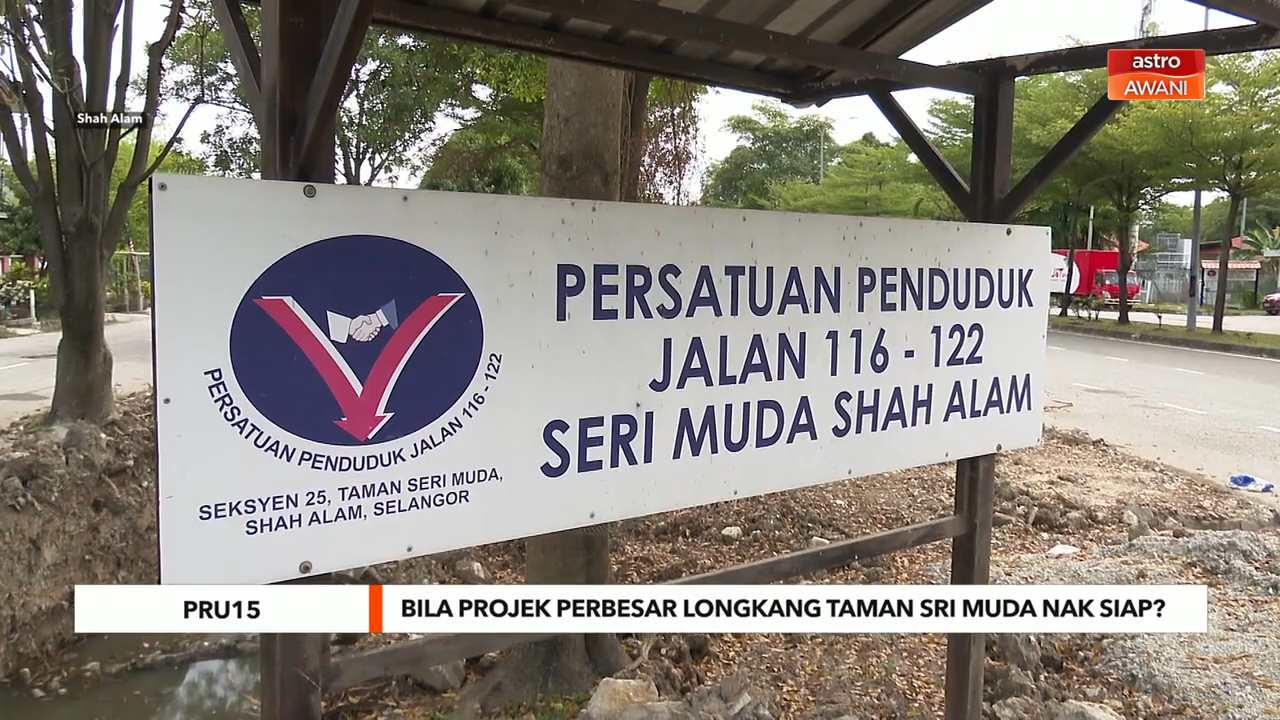 Shah Alam
astro
AWANI
PERSATUAN PENDUDUK
JALAN 116 - 122
SERI MUDA SHAH ALAM
PERSATUAN PENDUDUK JALAN 116 - 122
SEKSYEN 25, TAMAN SERI MUDA,
SHAH ALAM, SELANGOR
PRU15
BILA PROJEK PERBESAR LONGKANG TAMAN SRI MUDA NAK SIAP?